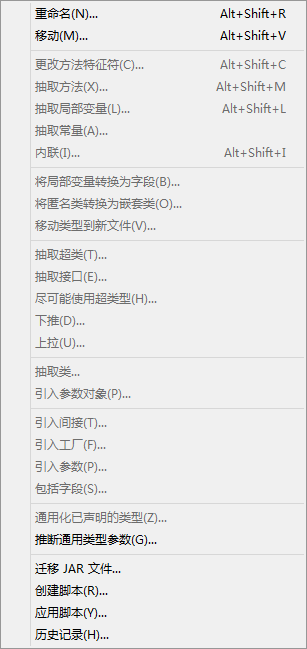 重命名(N)... Alt+Shift+R
移动(M)... Alt+Shift+V
更改方法特征符(C)... Alt+Shift+C
抽取方法(X)... Alt+Shift+M
抽取局部变量(L)... Alt+Shift+L
抽取常量(A)...
内联(I)... Alt+Shift+I
将局部变量转换为字段(B)...
将匿名类转换为嵌套类(O)...
移动类型到新文件(V)...
抽取超类(T)...
抽取接口(E)...
尽可能使用超类型(H)...
下推(D)...
上拉(U)...
抽取类...
引入参数对象(P)...
引入间接(T)...
引入工厂(F)...
引入参数(P)...
包括字段(S)...
通用化已声明的类型(Z)...
推断通用类型参数(G)...
迁移 JAR 文件...
创建脚本(R)...
应用脚本(Y)...
历史记录(H)...